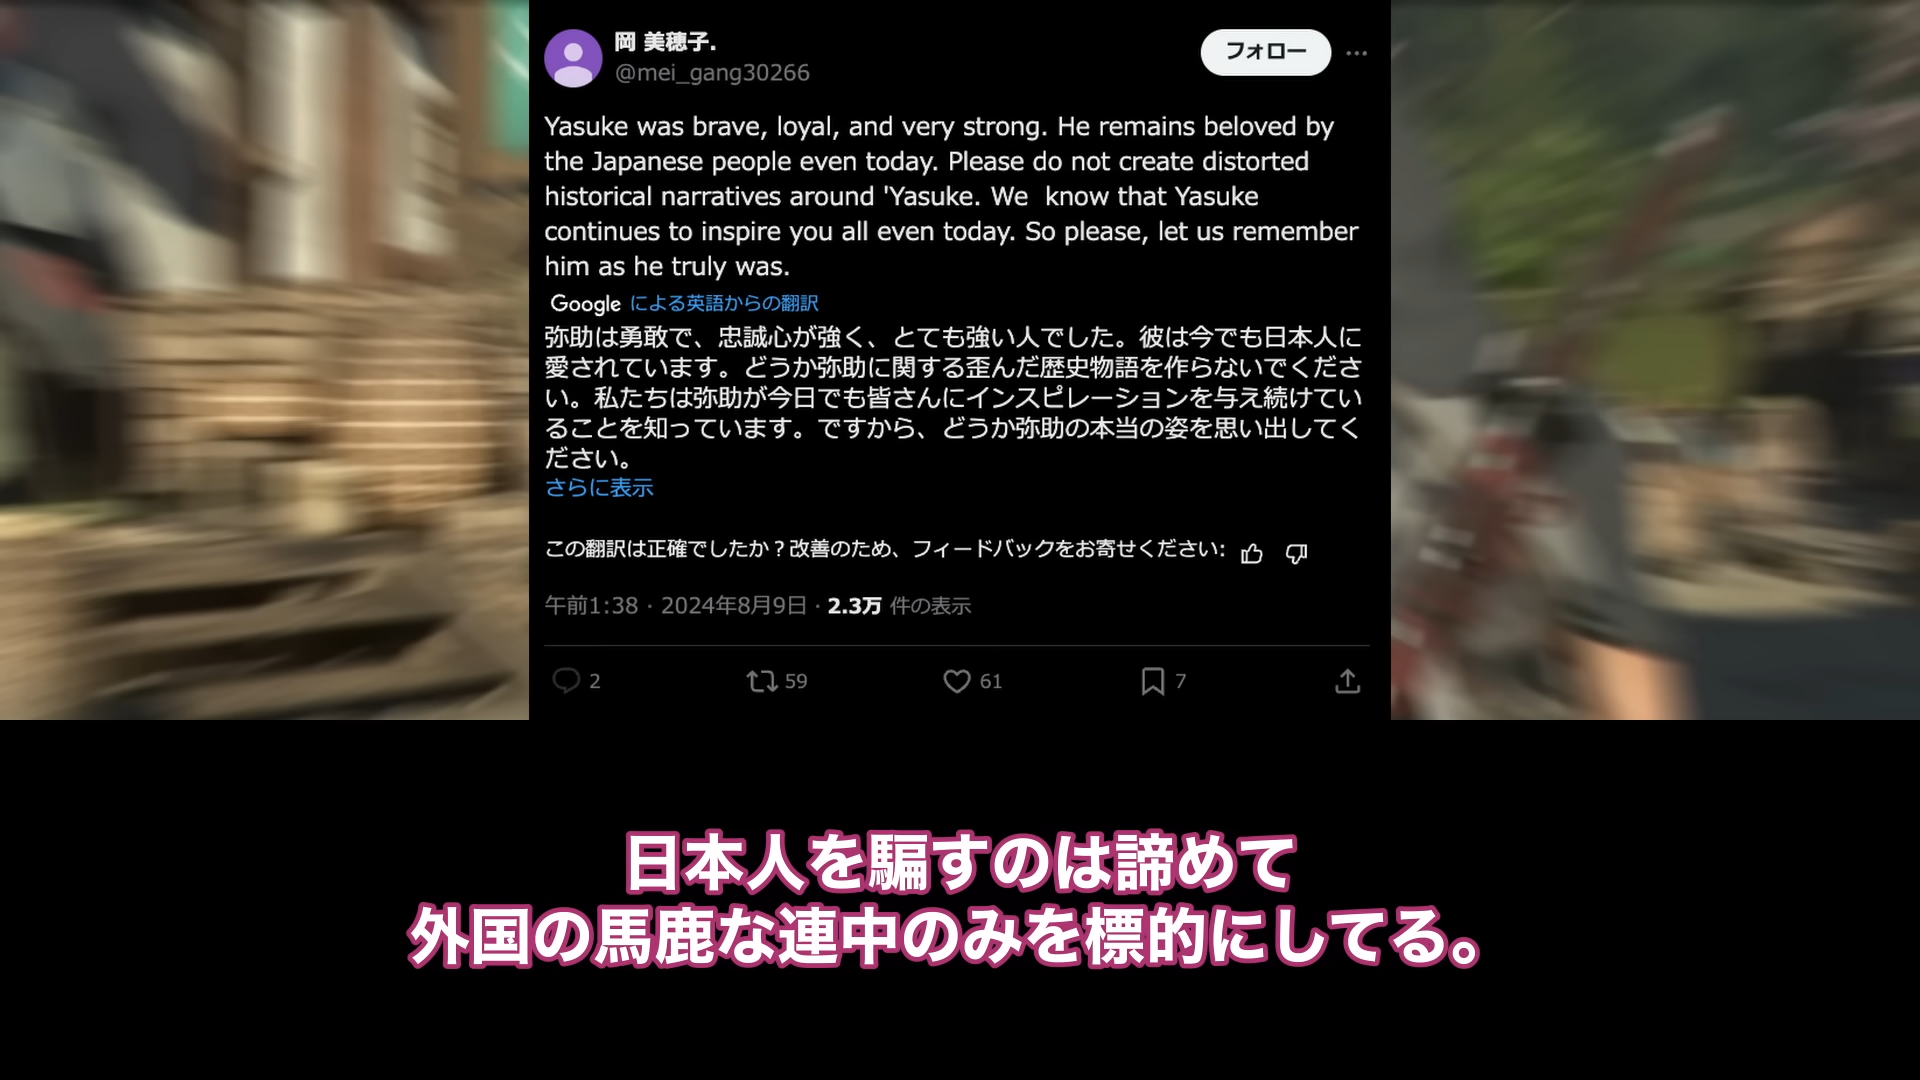 岡 美穂子.
@mei_gang30266
フォロー
Yasuke was brave, loyal, and very strong. He remains beloved by
the Japanese people even today. Please do not create distorted
historical narratives around 'Yasuke. We  know that Yasuke
continues to inspire you all even today. So please, let us remember
him as he truly was.
Google による英語からの翻訳
弥助は勇敢で、忠誠心が強く、とても強い人でした。彼は今でも日本人に
愛されています。どうか弥助に関する歪んだ歴史物語を作らないでくださ
い。私たちは弥助が今日でも皆さんにインスピレーションを与え続けてい
ることを知っています。ですから、どうか弥助の本当の姿を思い出してく
ださい。
さらに表示
この翻訳は正確でしたか？改善のため、フィードバックをお寄せください:
午前1:38 · 2024年8月9日 · 2.3万 件の表示
2 59 61 7
日本人を騙すのは諦めて
外国の馬鹿な連中のみを標的にしてる。